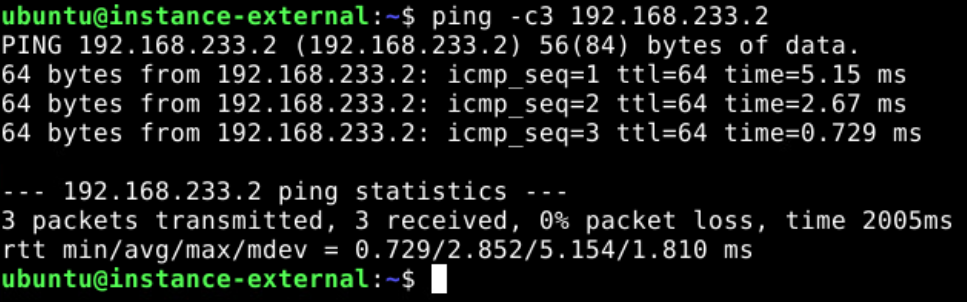 ubuntu@instance-external:~$ ping -c3 192.168.233.2
PING 192.168.233.2 (192.168.233.2) 56(84) bytes of data.
64 bytes from 192.168.233.2: icmp_seq=1 ttl=64 time=5.15 ms
64 bytes from 192.168.233.2: icmp_seq=2 ttl=64 time=2.67 ms
64 bytes from 192.168.233.2: icmp_seq=3 ttl=64 time=0.729 ms
--- 192.168.233.2 ping statistics ---
3 packets transmitted, 3 received, 0% packet loss, time 2005ms
rtt min/avg/max/mdev = 0.729/2.852/5.154/1.810 ms
ubuntu@instance-external:~$